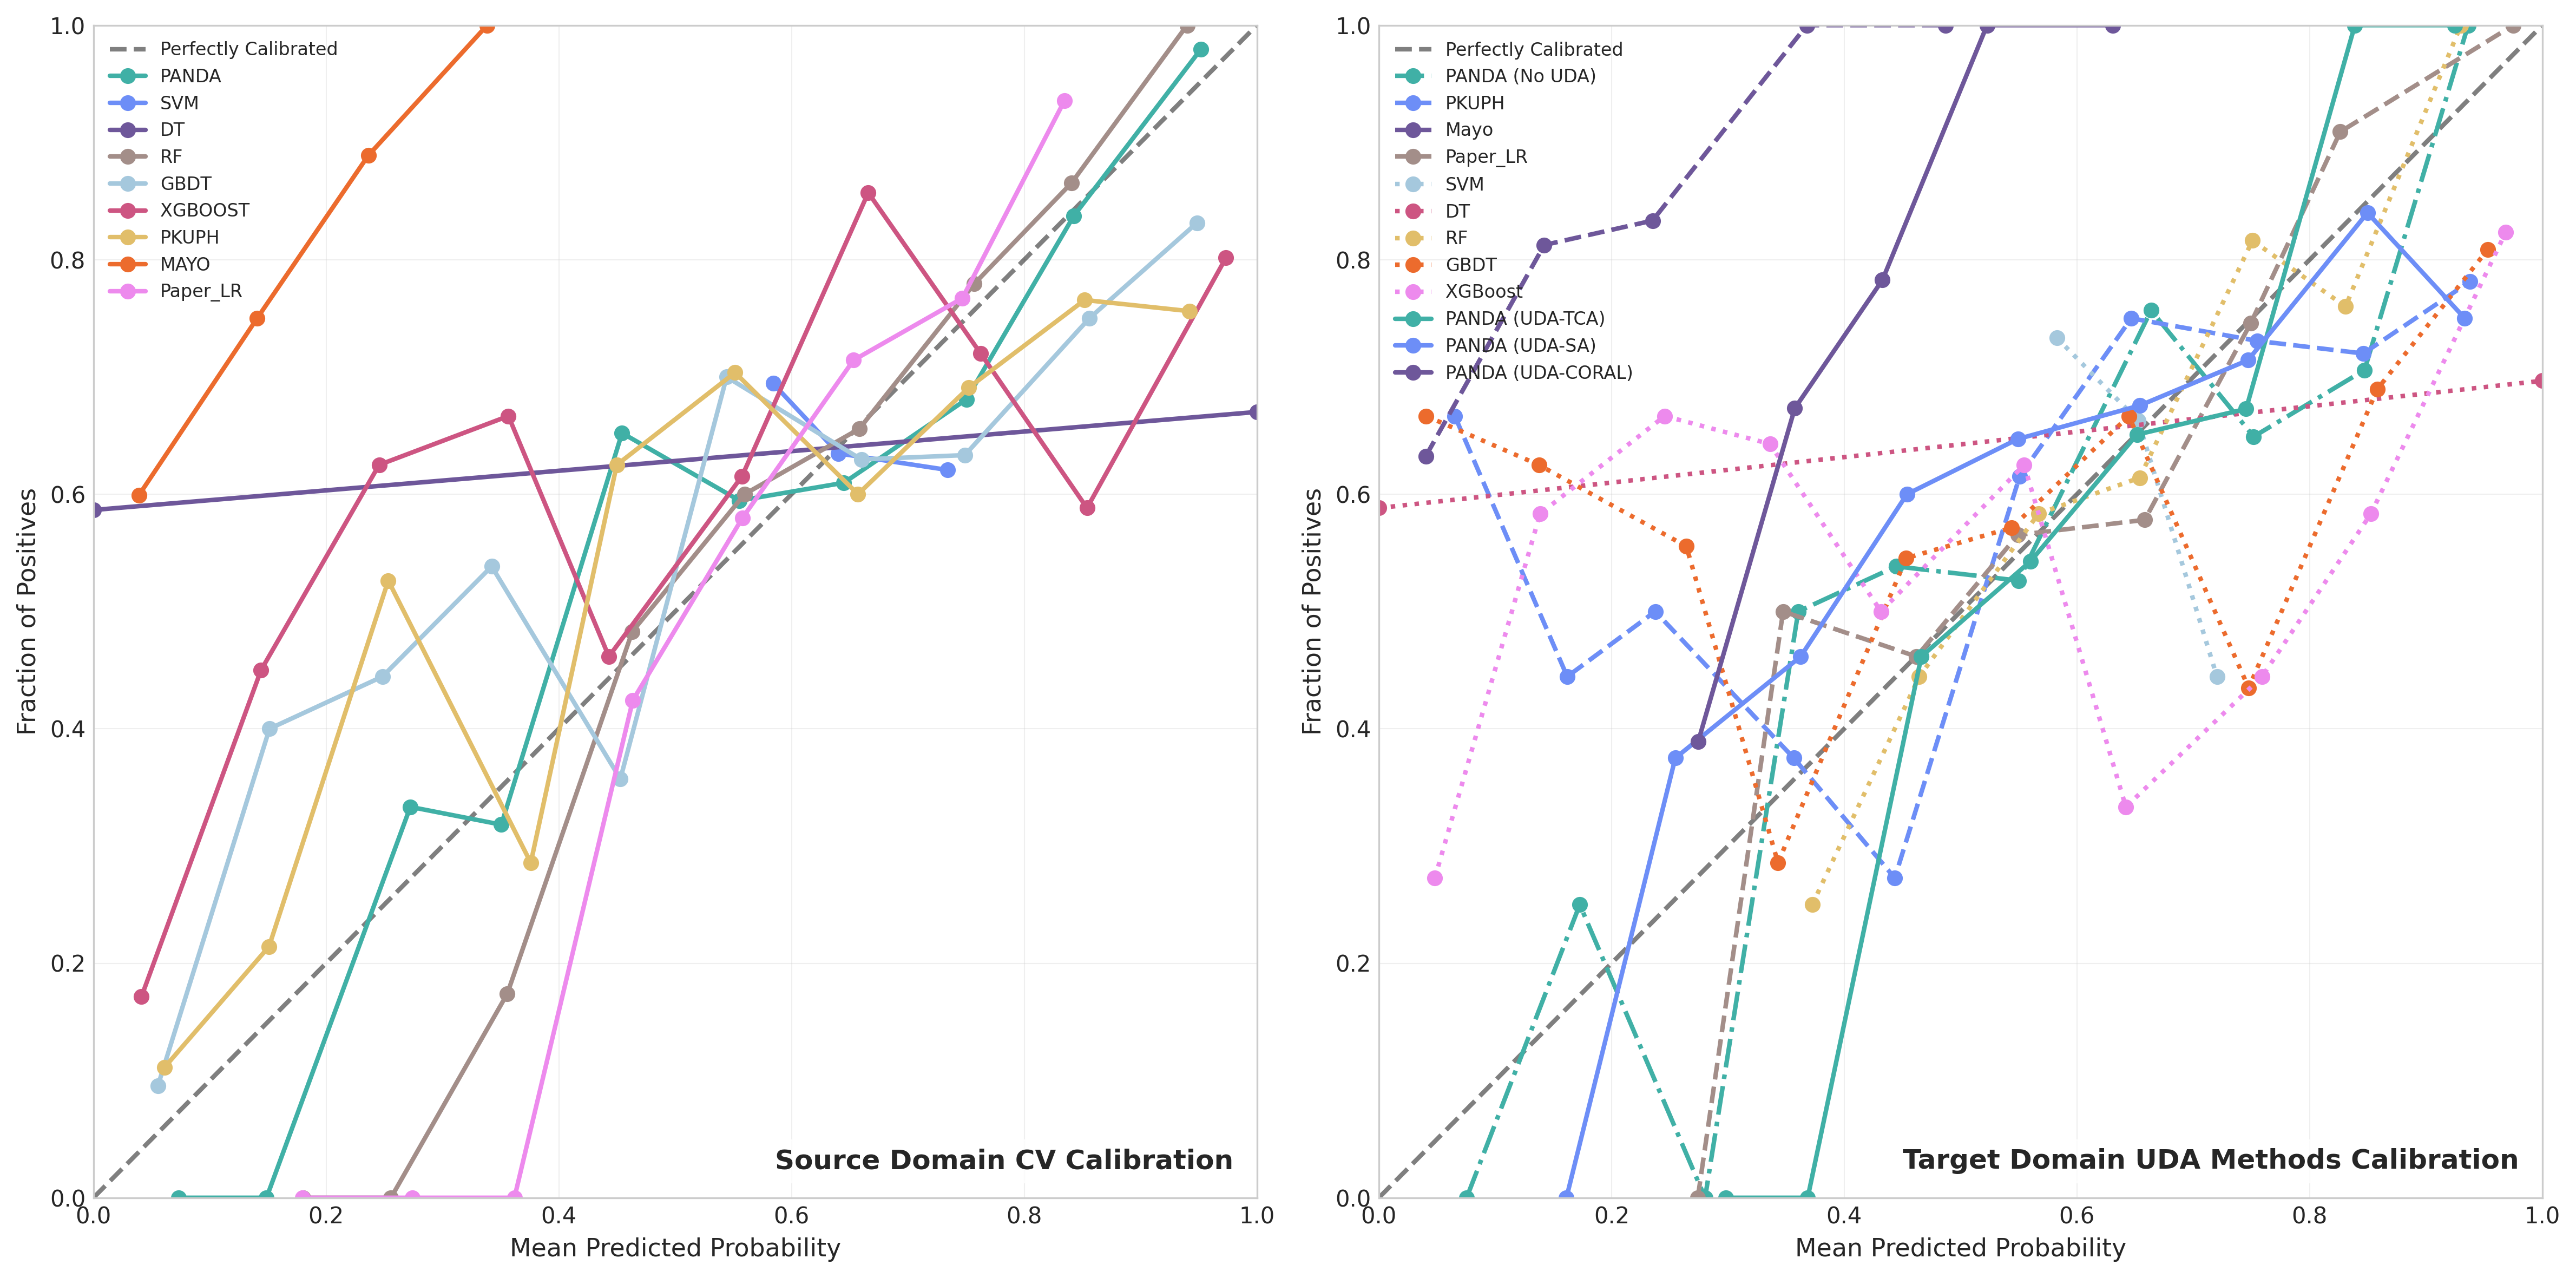 1.0
0.8
0.6
0.4
0.2
0.0
Fraction of Positives
Perfectly Calibrated
PANDA
SVM
DT
RF
GBDT
XGBOOST
PKUPH
MAYO
Paper_LR
Source Domain CV Calibration
0.0 0.2 0.4 0.6 0.8 1.0
Mean Predicted Probability
1.0
0.8
0.6
0.4
0.2
0.0
Fraction of Positives
Perfectly Calibrated
PANDA (No UDA)
PKUPH
Mayo
Paper_LR
SVM
DT
RF
GBDT
XGBoost
PANDA (UDA-TCA)
PANDA (UDA-SA)
PANDA (UDA-CORAL)
Target Domain UDA Methods Calibration
0.0 0.2 0.4 0.6 0.8 1.0
Mean Predicted Probability